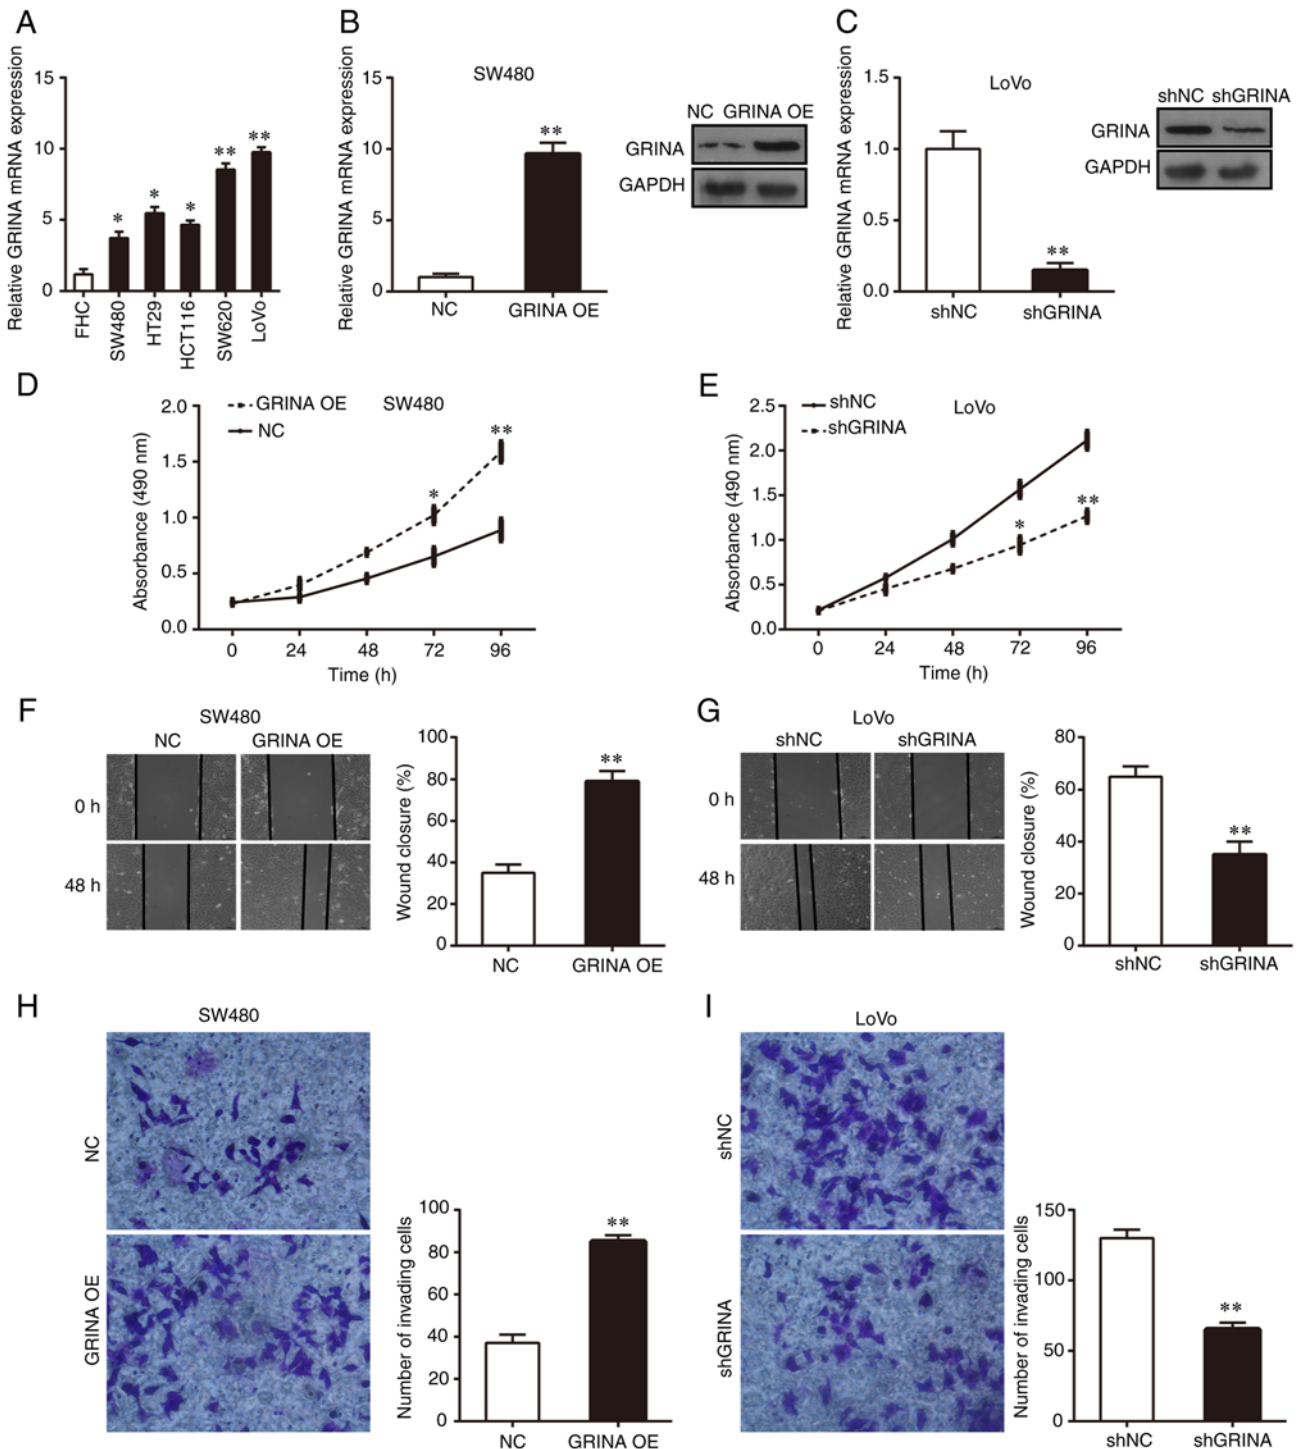 A
Relative GRINA mRNA expression
15
10
5
0
*
*
*
**
**
FHC
SW480
HT29
HCT116
SW620
LoVo
B
Relative GRINA mRNA expression
SW480
15
10
5
0
**
NC
GRINA OE
NC GRINA OE
GRINA
GAPDH
C
Relative GRINA mRNA expression
LoVo
1.5
1.0
0.5
0.0
**
shNC
shGRINA
shNC shGRINA
GRINA
GAPDH
D
GRINA OE
NC
SW480
Absorbance (490 nm)
2.0
1.5
1.0
0.5
0.0
*
**
0 24 48 72 96
Time (h)
E
shNC
shGRINA
LoVo
Absorbance (490 nm)
2.5
2.0
1.5
1.0
0.5
0.0
*
**
0 24 48 72 96
Time (h)
F
SW480
NC GRINA OE
0 h
48 h
Wound closure (%)
100
80
60
40
20
0
**
NC GRINA OE
G
LoVo
shNC shGRINA
0 h
48 h
Wound closure (%)
80
60
40
20
0
**
shNC shGRINA
H
SW480
NC
GRINA OE
Number of invading cells
100
80
60
40
20
0
**
NC GRINA OE
I
LoVo
shNC
shGRINA
Number of invading cells
150
100
50
0
**
shNC shGRINA